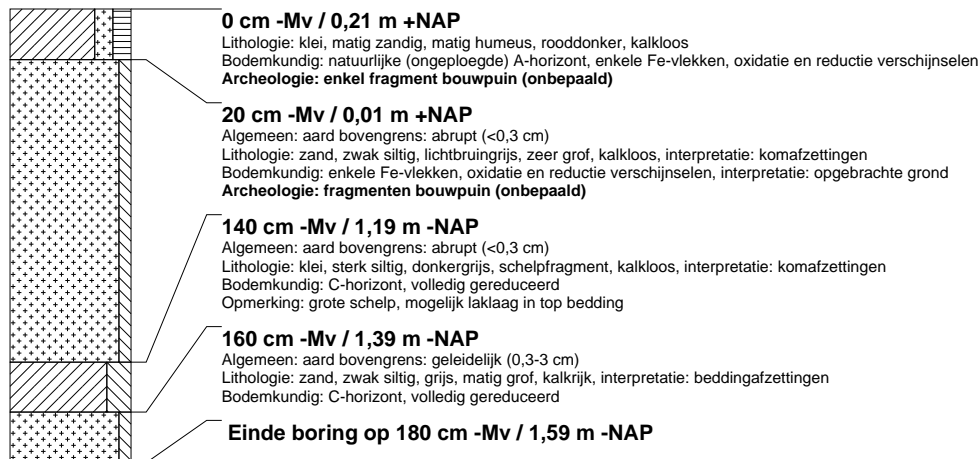 0 cm -Mv / 0,21 m +NAP
Lithologie: klei, matig zandig, matig humeus, rooddonker, kalkloos
Bodemkundig: natuurlijke (ongeploegde) A-horizont, enkele Fe-vlekken, oxidatie en reductie verschijnselen
Archeologie: enkel fragment bouwpuin (onbepaald)
20 cm -Mv / 0,01 m +NAP
Algemeen: aard bovengrens: abrupt (<0,3 cm)
Lithologie: zand, zwak siltig, lichtbruingrijs, zeer grof, kalkloos, interpretatie: komafzettingen
Bodemkundig: enkele Fe-vlekken, oxidatie en reductie verschijnselen, interpretatie: opgebrachte grond
Archeologie: fragmenten bouwpuin (onbepaald)
140 cm -Mv / 1,19 m -NAP
Algemeen: aard bovengrens: abrupt (<0,3 cm)
Lithologie: klei, sterk siltig, donkergrijs, schelpfragment, kalkloos, interpretatie: komafzettingen
Bodemkundig: C-horizont, volledig gereduceerd
Opmerking: grote schelp, mogelijk laklaag in top bedding
160 cm -Mv / 1,39 m -NAP
Algemeen: aard bovengrens: geleidelijk (0,3-3 cm)
Lithologie: zand, zwak siltig, grijs, matig grof, kalkrijk, interpretatie: beddingafzettingen
Bodemkundig: C-horizont, volledig gereduceerd
Einde boring op 180 cm -Mv / 1,59 m -NAP